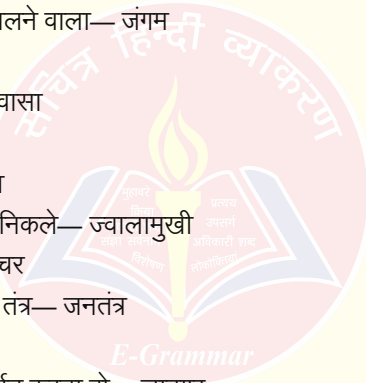 लने वाला— जंगम
सचित्र हिन्दी व्याकरण
वासा
निकले— ज्वालामुखी
चर
तंत्र— जनतंत्र
E-Grammar